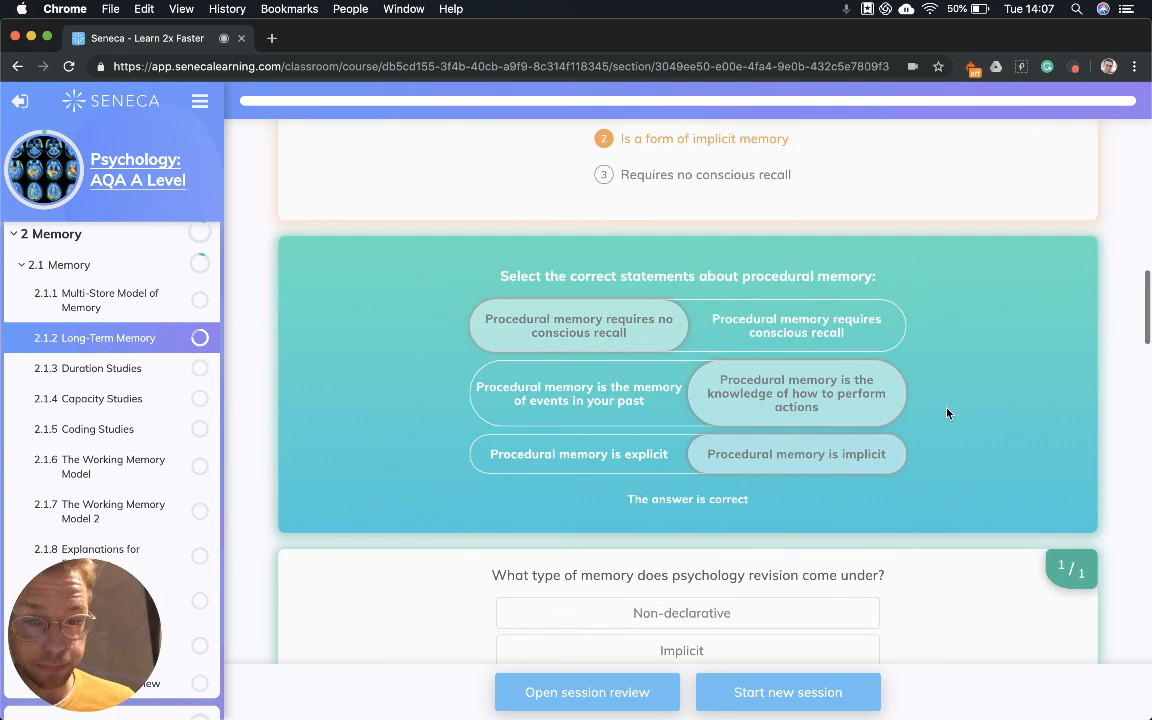 Chrome File Edit View History Bookmarks People Window Help 50% Tue 14:07
Seneca - Learn 2x Faster
https://app.senecalearning.com/classroom/course/db5cd155-3f4b-40cb-a9f9-8c314f118345/section/3049ee50-e00e-4fa4-9e0b-432c5e7809f3
off
SENECA
Psychology:
AQA A Level
2 Memory
2.1 Memory
2.1.1 Multi-Store Model of
Memory
2.1.2 Long-Term Memory
2.1.3 Duration Studies
2.1.4 Capacity Studies
2.1.5 Coding Studies
2.1.6 The Working Memory
Model
2.1.7 The Working Memory
Model 2
2.1.8 Explanations for
2 Is a form of implicit memory
3 Requires no conscious recall
Select the correct statements about procedural memory:
Procedural memory requires no
conscious recall
Procedural memory requires
conscious recall
Procedural memory is the memory
of events in your past
Procedural memory is the
knowledge of how to perform
actions
Procedural memory is explicit
Procedural memory is implicit
The answer is correct
1/1
What type of memory does psychology revision come under?
Non-declarative
Implicit
Open session review
Start new session